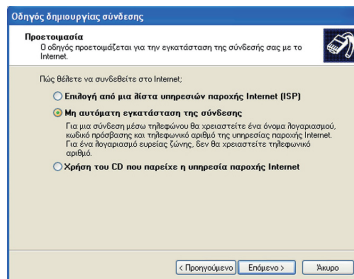 Οδηγός δημιουργίας σύνδεσης
Προετοιμασία
Ο οδηγός προετοιμάζεται για την εγκατάσταση της σύνδεσής σας με το
Internet.
Πώς θέλετε να συνδεθείτε στο Internet;
Επιλογή από μια λίστα υπηρεσιών παροχής Internet (ISP)
Μη αυτόματη εγκατάσταση της σύνδεσης
Για μια σύνδεση μέσω τηλεφώνου θα χρειαστείτε ένα όνομα λογαριασμού,
κωδικό πρόσβασης και τηλεφωνικό αριθμό της υπηρεσίας παροχής Internet.
Για ένα λογαριασμό ευρείας ζώνης, δεν θα χρειαστείτε τηλεφωνικό
αριθμό.
Χρήση του CD που παρείχε η υπηρεσία παροχής Internet
< Προηγούμενο Επόμενο > Άκυρο